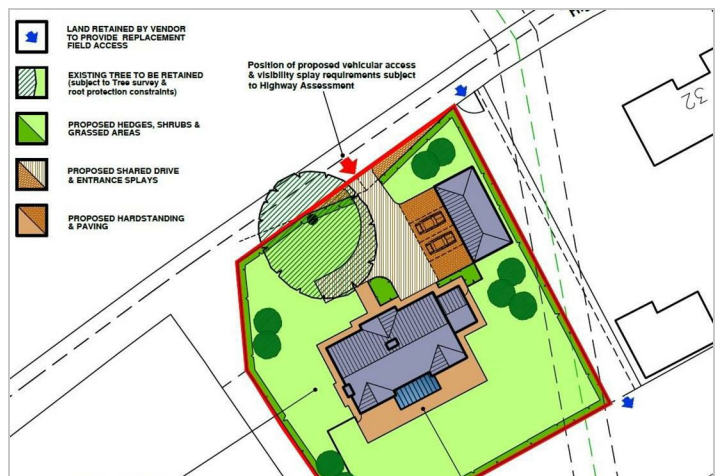 LAND RETAINED BY VENDOR
TO PROVIDE REPLACEMENT
FIELD ACCESS
EXISTING TREE TO BE RETAINED
(subject to Tree survey &
root protection constraints)
PROPOSED HEDGES, SHRUBS &
GRASSED AREAS
PROPOSED SHARED DRIVE
& ENTRANCE SPLAYS
PROPOSED HARDSTANDING
& PAVING
Position of proposed vehicular access
& visibility splay requirements subject
to Highway Assessment
32